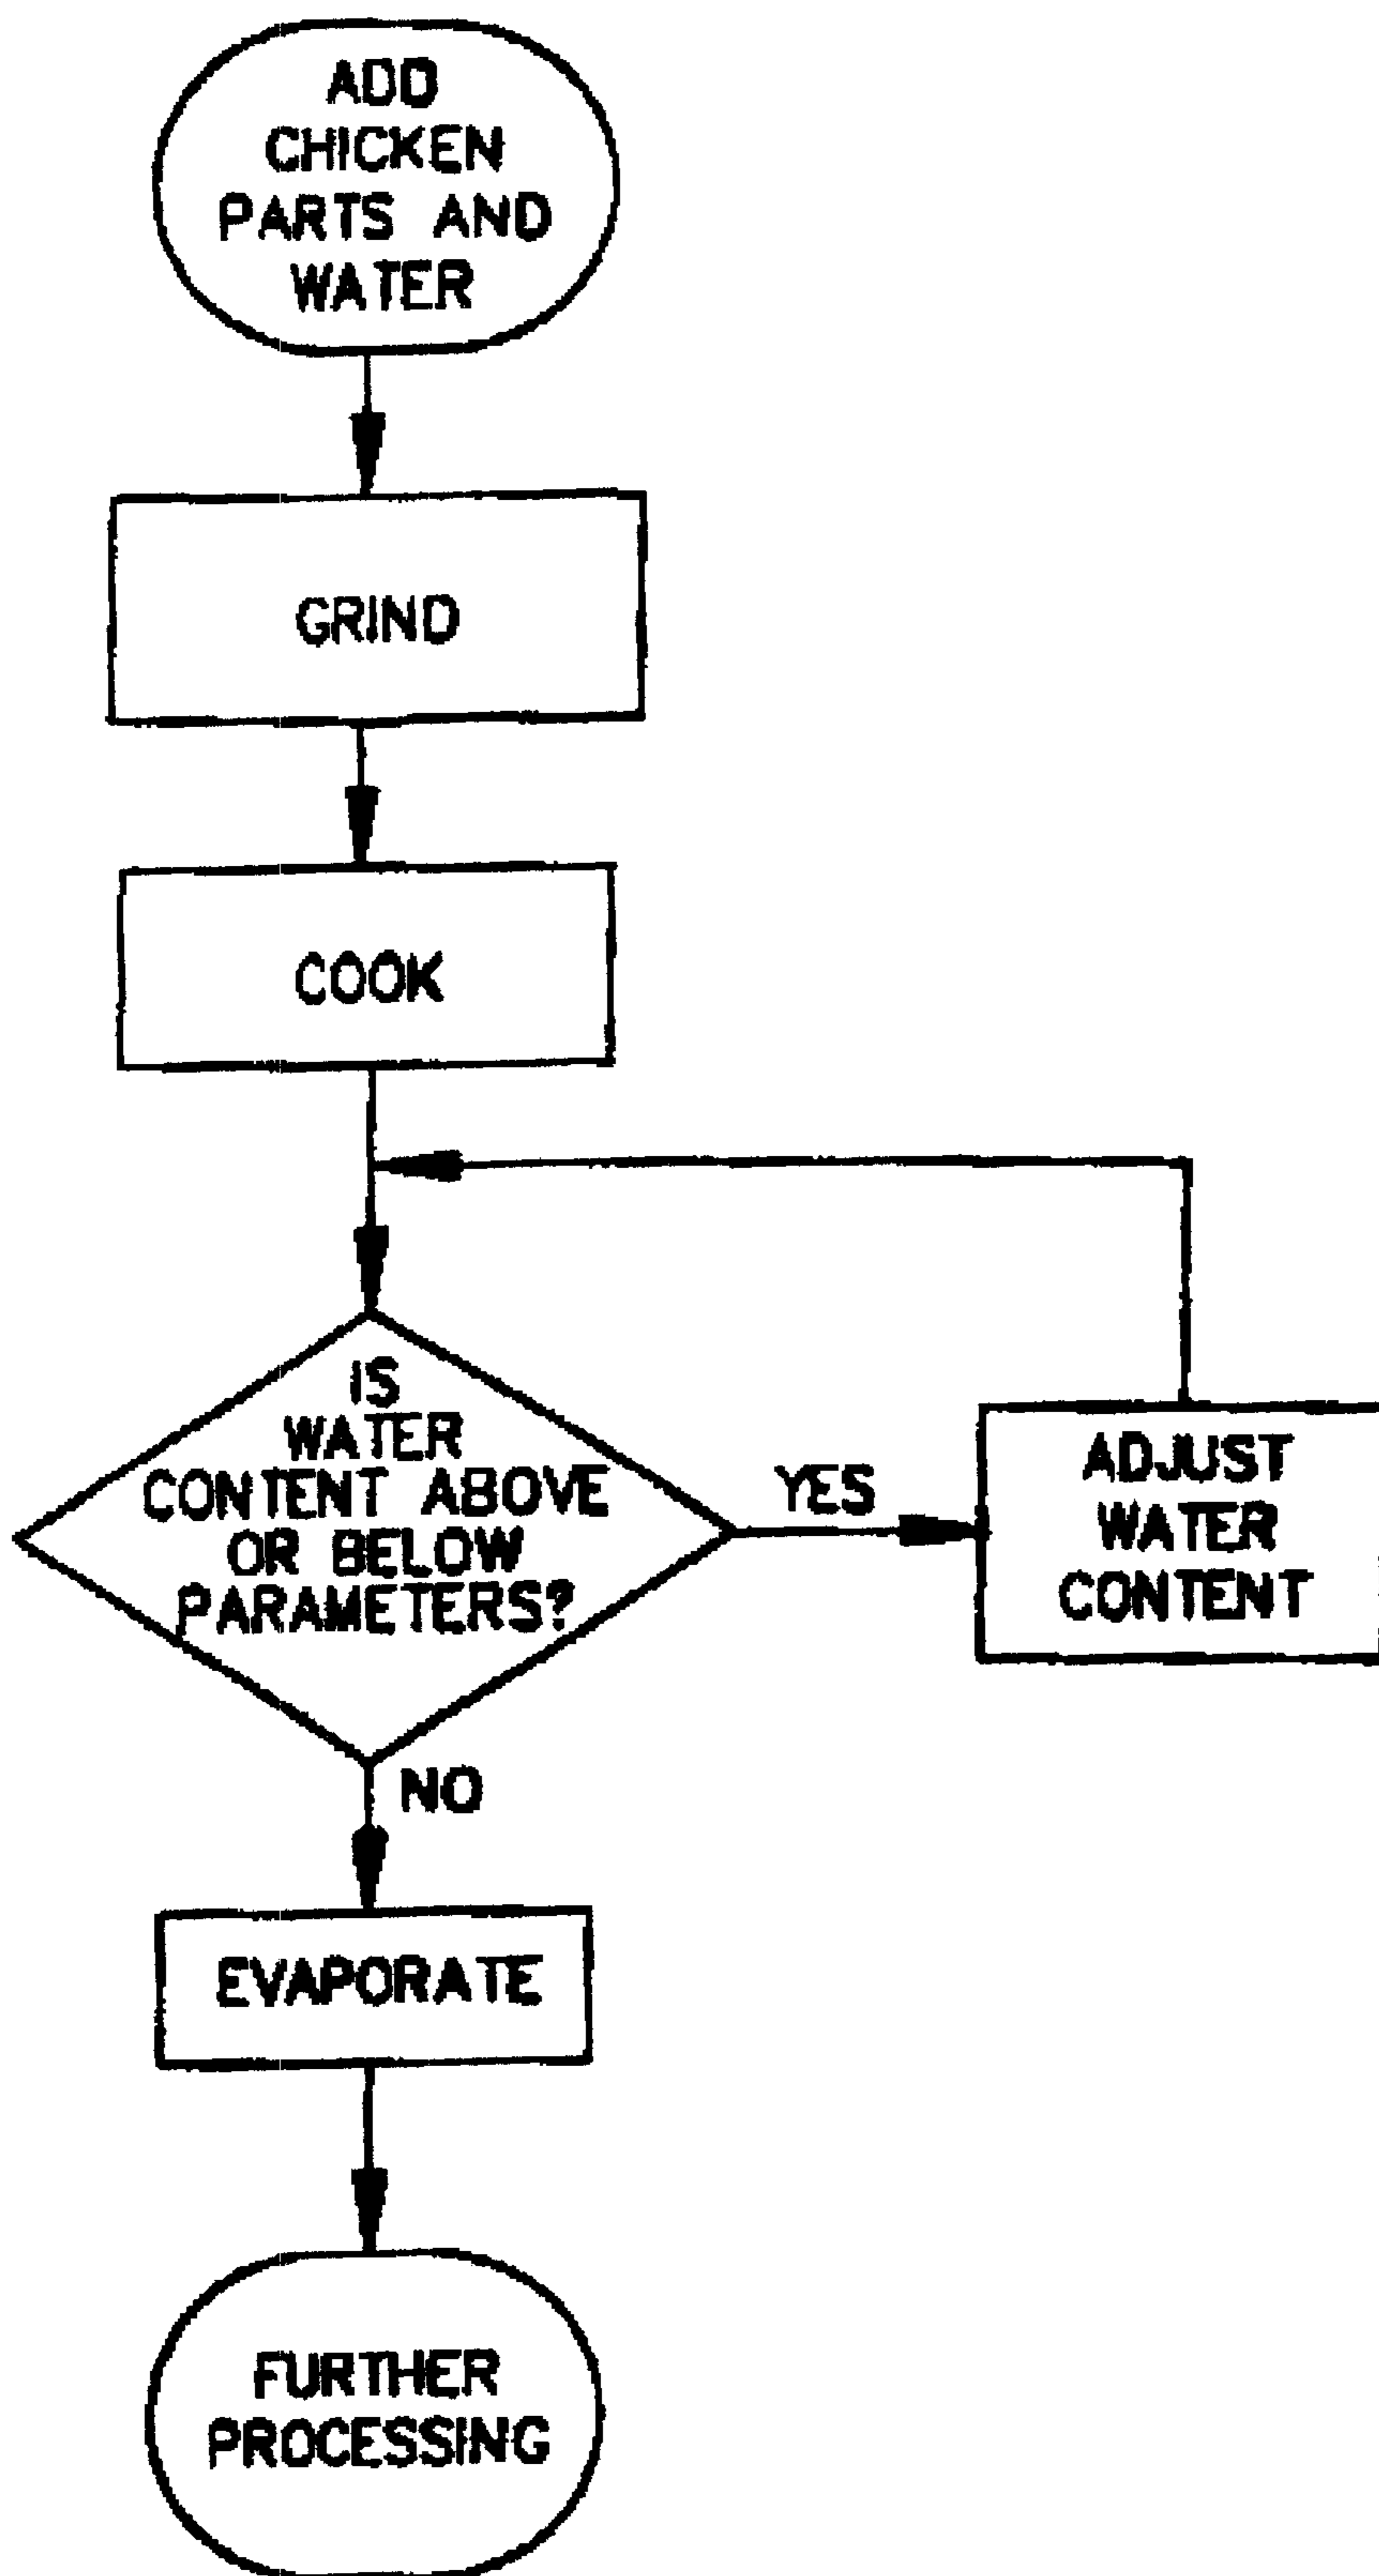 ADD
CHICKEN
PARTS AND
WATER
GRIND
COOK
IS
WATER
CONTENT ABOVE
OR BELOW
PARAMETERS?
YES
ADJUST
WATER
CONTENT
NO
EVAPORATE
FURTHER
PROCESSING